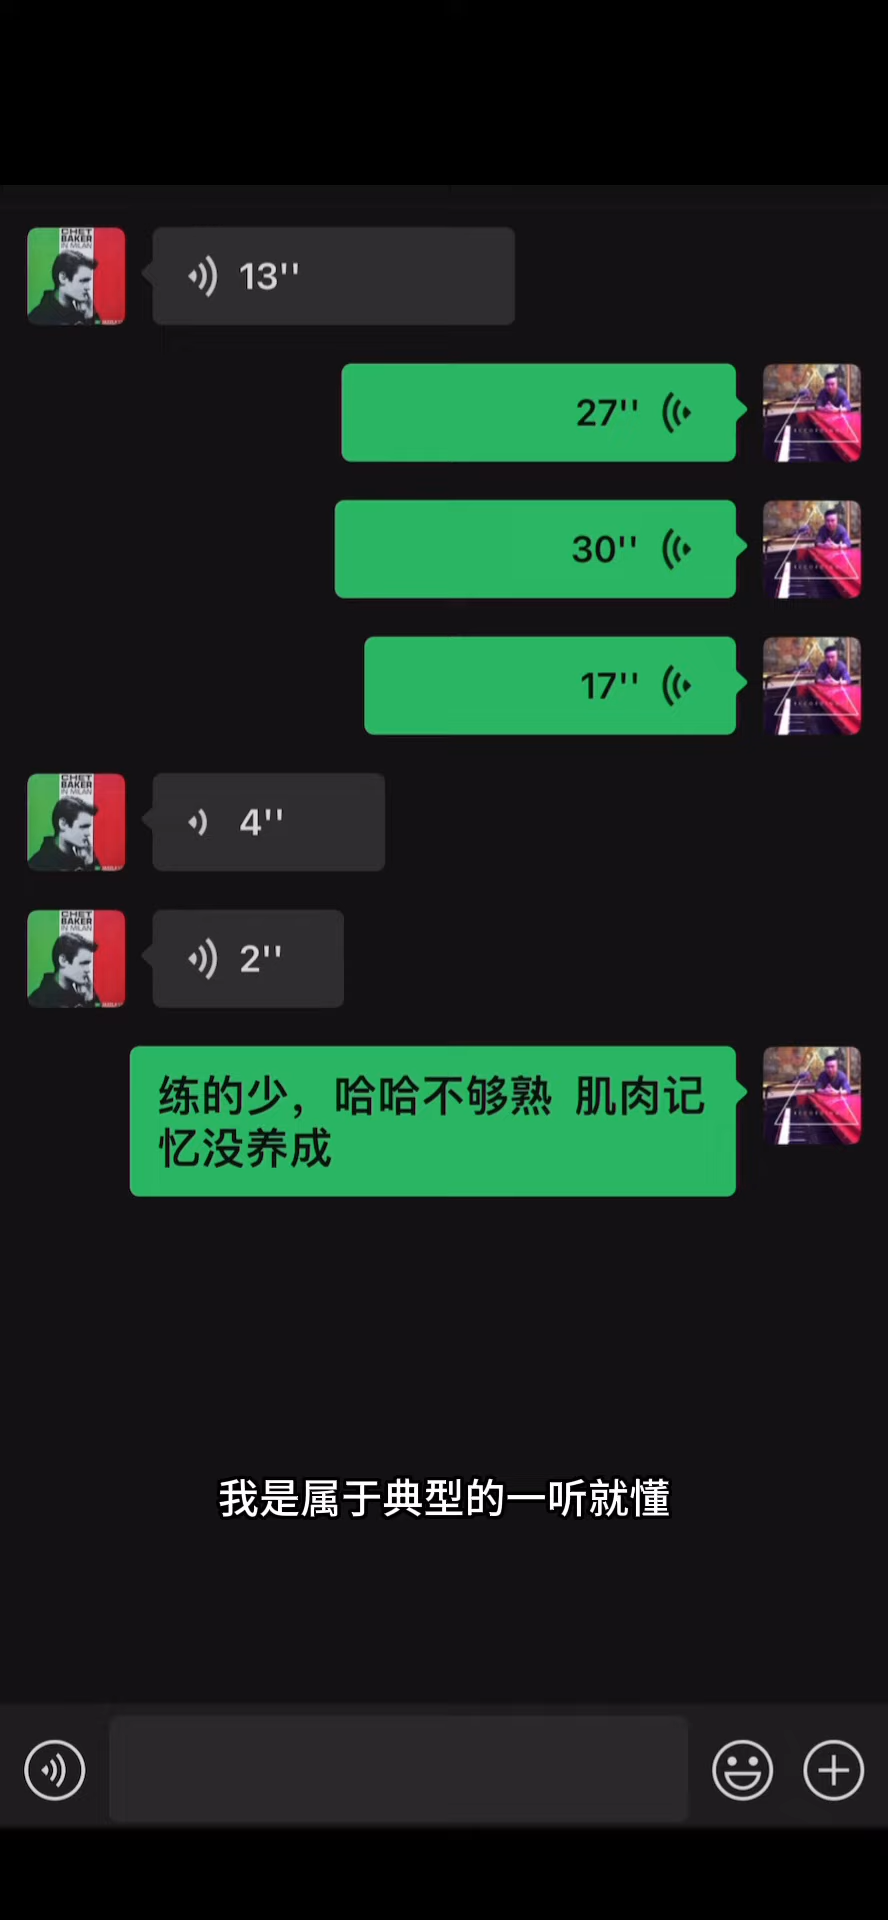 CHET
BAKER
IN MILAN
13''
27''
30''
17''
CHET
BAKER
IN MILAN
4''
CHET
BAKER
IN MILAN
2''
练的少，哈哈不够熟 肌肉记
忆没养成
我是属于典型的一听就懂